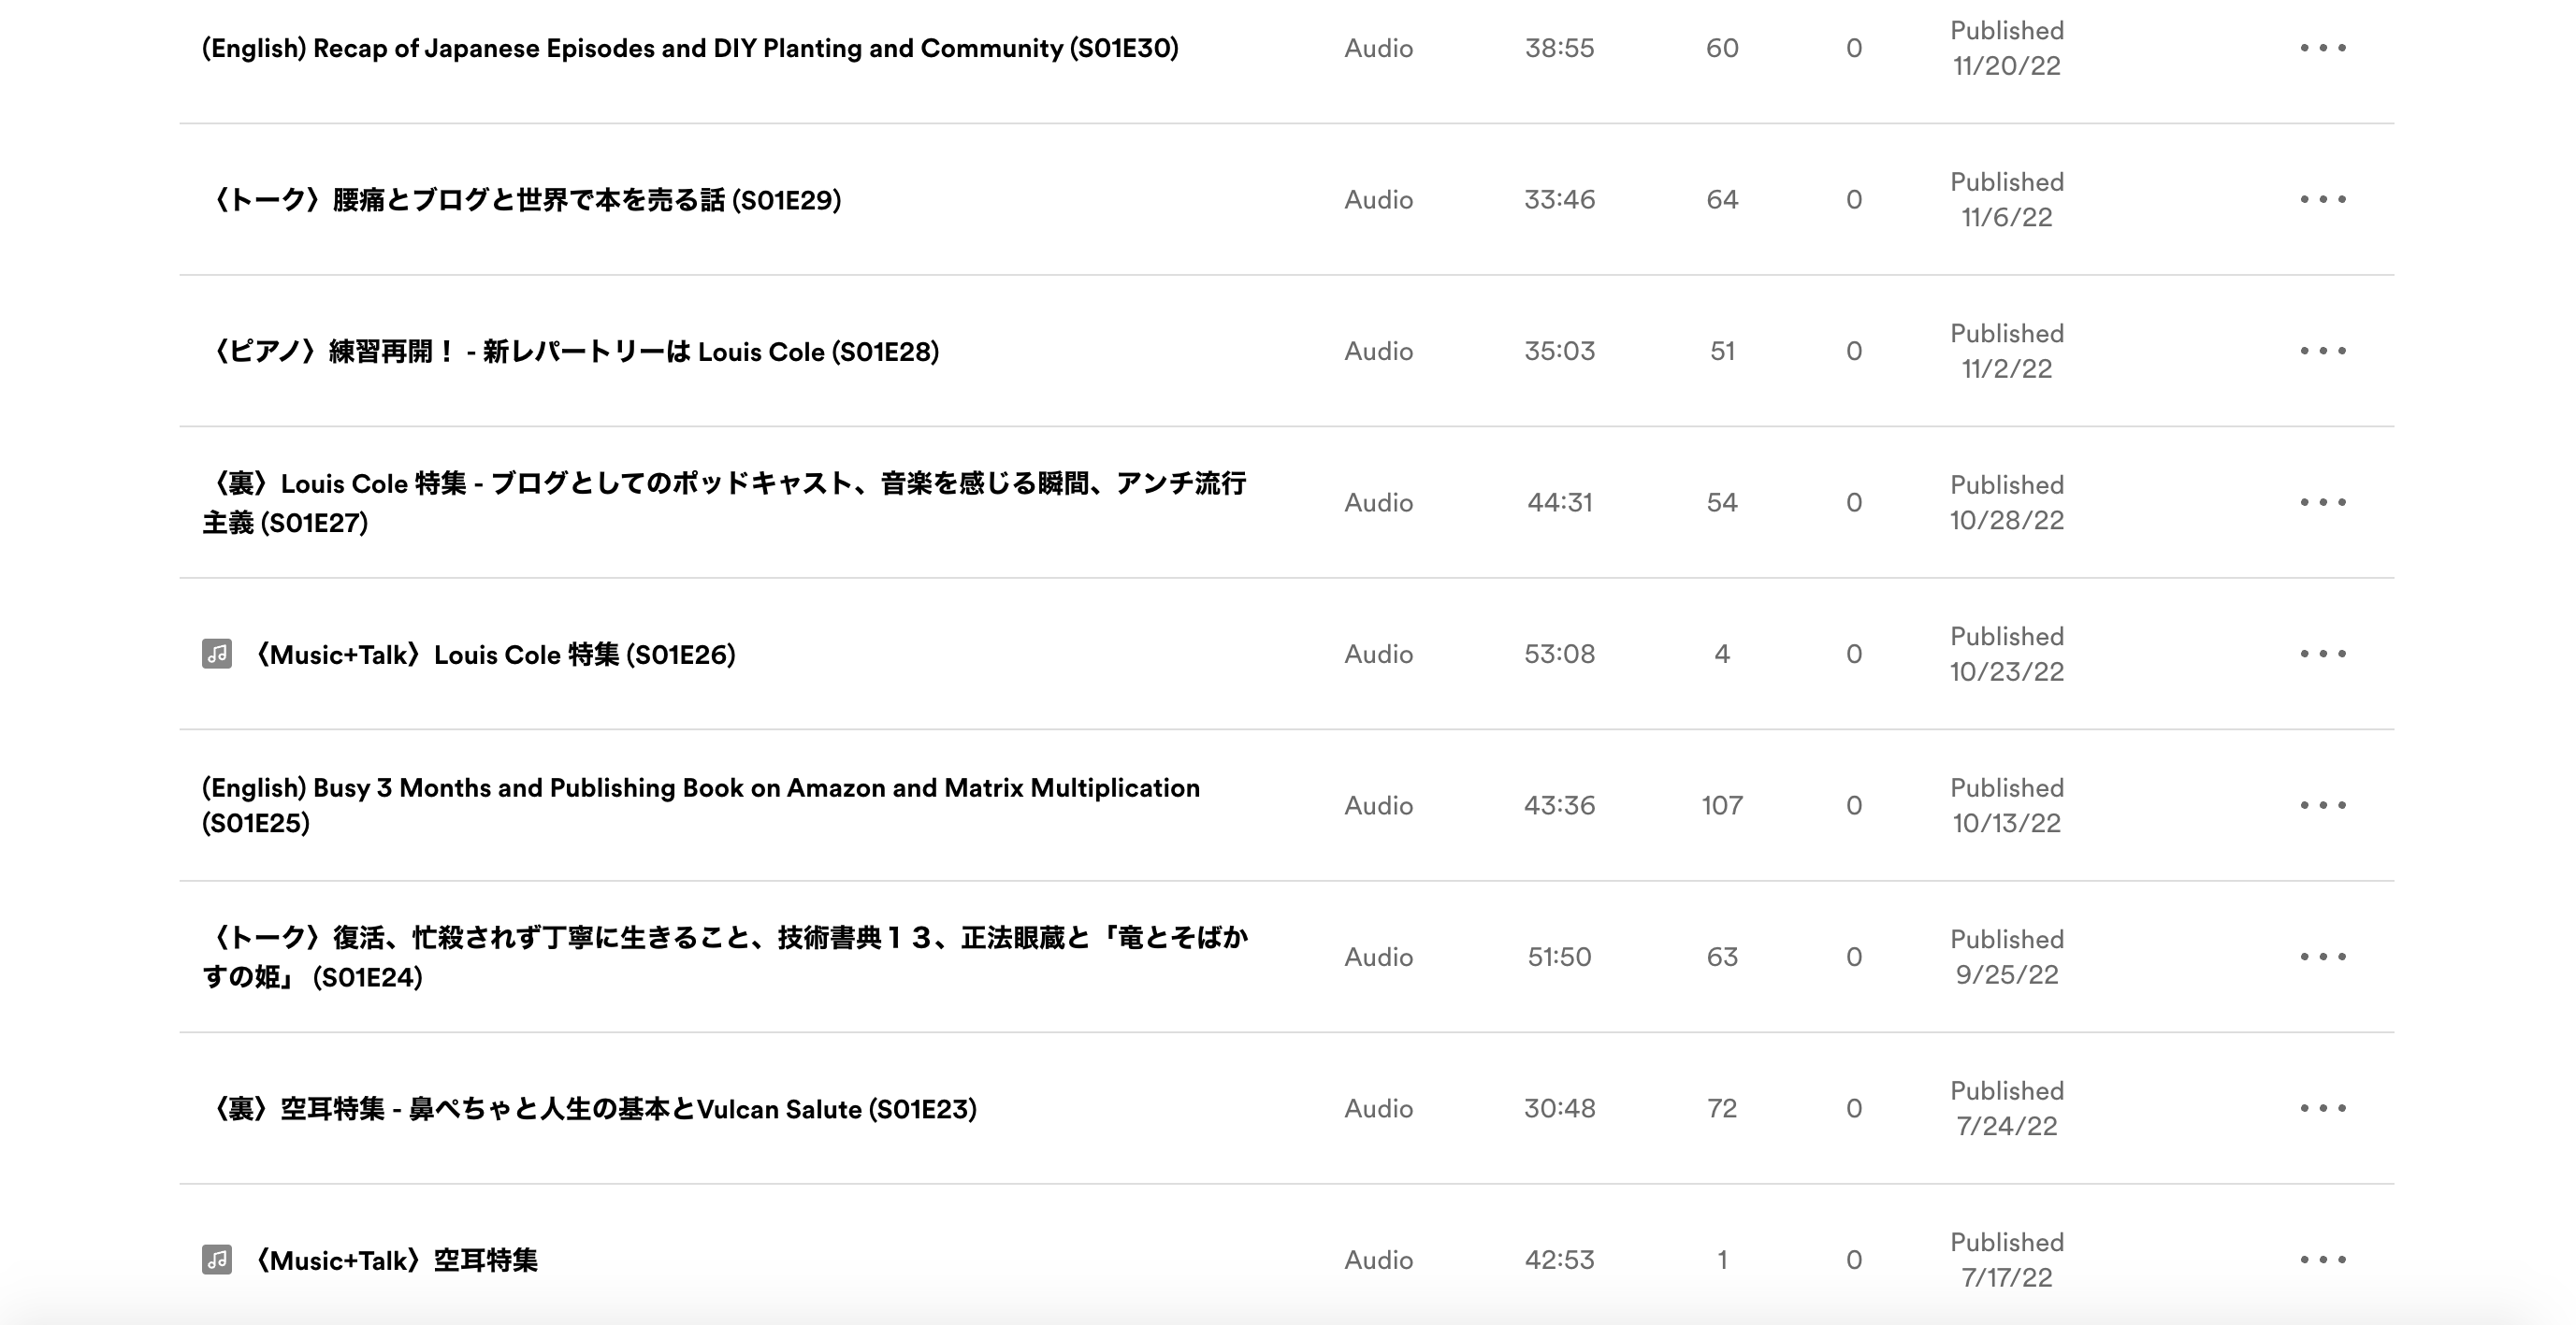 (English) Recap of Japanese Episodes and DIY Planting and Community (S01E30)
Audio
38:55
60
0
Published
11/20/22
〈トーク〉腰痛とブログと世界で本を売る話 (S01E29)
Audio
33:46
64
0
Published
11/6/22
〈ピアノ〉練習再開！ - 新レパートリーは Louis Cole (S01E28)
Audio
35:03
51
0
Published
11/2/22
〈裏〉Louis Cole 特集 - ブログとしてのポッドキャスト、音楽を感じる瞬間、アンチ流行
主義 (S01E27)
Audio
44:31
54
0
Published
10/28/22
〈Music+Talk〉Louis Cole 特集 (S01E26)
Audio
53:08
4
0
Published
10/23/22
(English) Busy 3 Months and Publishing Book on Amazon and Matrix Multiplication
(S01E25)
Audio
43:36
107
0
Published
10/13/22
〈トーク〉復活、忙殺されず丁寧に生きること、技術書典１３、正法眼蔵と「竜とそばか
すの姫」 (S01E24)
Audio
51:50
63
0
Published
9/25/22
〈裏〉空耳特集 - 鼻ぺちゃと人生の基本とVulcan Salute (S01E23)
Audio
30:48
72
0
Published
7/24/22
〈Music+Talk〉空耳特集
Audio
42:53
1
0
Published
7/17/22